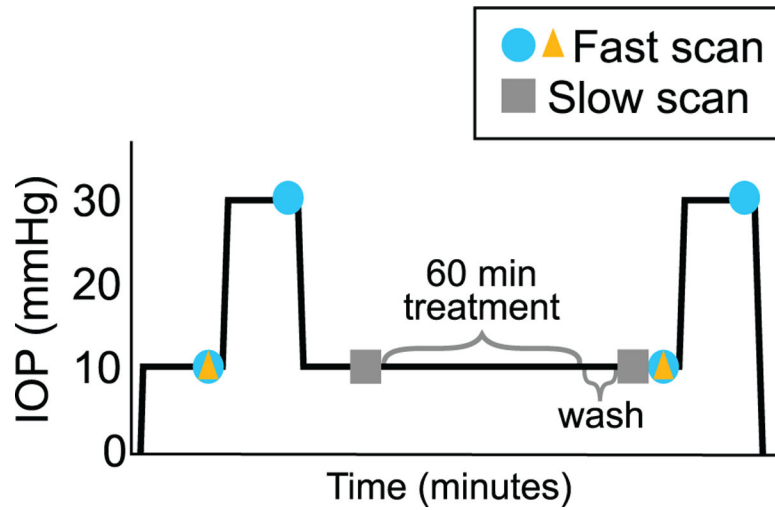 Fast scan
Slow scan
IOP (mmHg)
30
20
10
0
60 min
treatment
wash
Time (minutes)